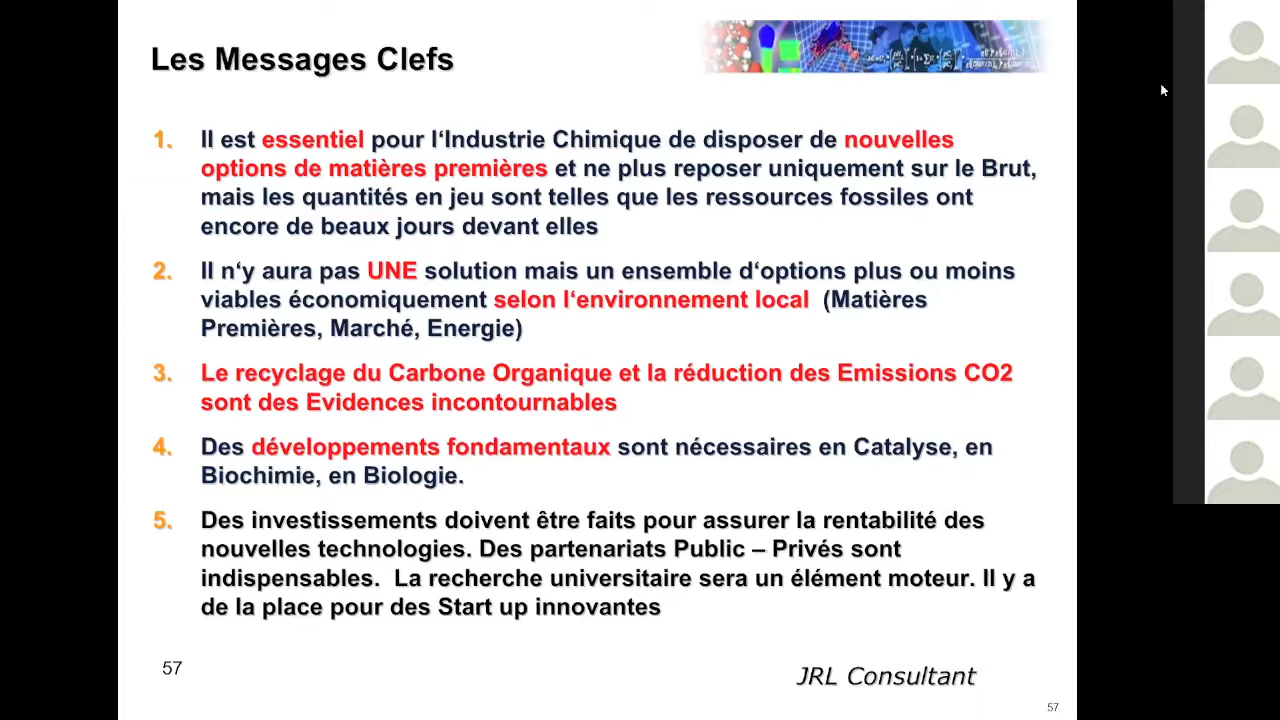 Les Messages Clefs
1. Il est essentiel pour l‘Industrie Chimique de disposer de nouvelles
options de matières premières et ne plus reposer uniquement sur le Brut,
mais les quantités en jeu sont telles que les ressources fossiles ont
encore de beaux jours devant elles
2. Il n‘y aura pas UNE solution mais un ensemble d‘options plus ou moins
viables économiquement selon l‘environnement local (Matières
Premières, Marché, Energie)
3. Le recyclage du Carbone Organique et la réduction des Emissions CO2
sont des Evidences incontournables
4. Des développements fondamentaux sont nécessaires en Catalyse, en
Biochimie, en Biologie.
5. Des investissements doivent être faits pour assurer la rentabilité des
nouvelles technologies. Des partenariats Public – Privés sont
indispensables. La recherche universitaire sera un élément moteur. Il y a
de la place pour des Start up innovantes
57
JRL Consultant
57